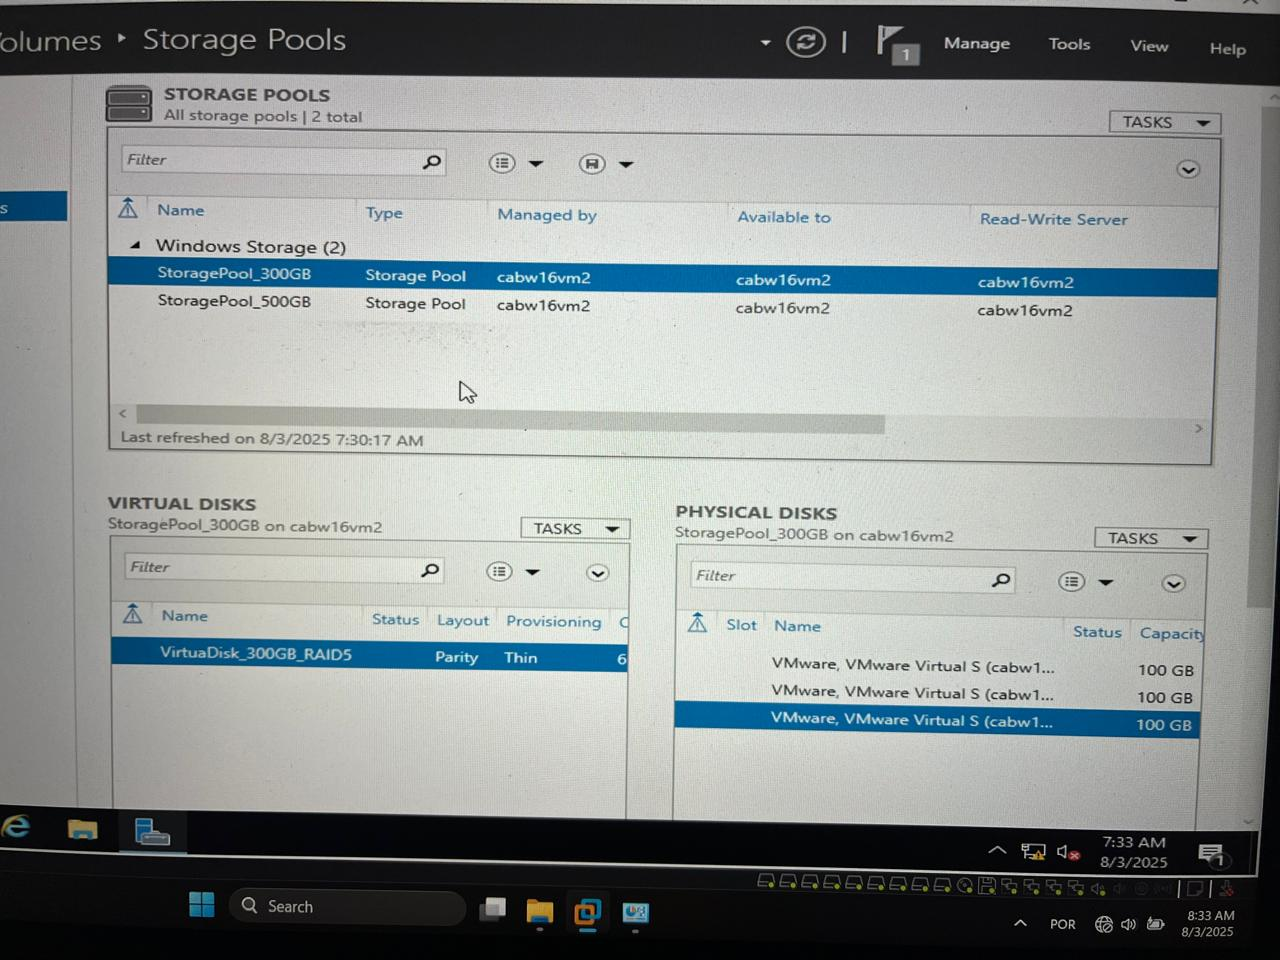 olumes ‣ Storage Pools
1 Manage Tools View Help
STORAGE POOLS
All storage pools | 2 total
TASKS
Filter
Name Type Managed by Available to Read-Write Server
Windows Storage (2)
StoragePool_300GB Storage Pool cabw16vm2 cabw16vm2 cabw16vm2
StoragePool_500GB Storage Pool cabw16vm2 cabw16vm2 cabw16vm2
Last refreshed on 8/3/2025 7:30:17 AM
VIRTUAL DISKS
StoragePool_300GB on cabw16vm2
TASKS
Filter
Name Status Layout Provisioning C
VirtuaDisk_300GB_RAID5 Parity Thin 6
PHYSICAL DISKS
StoragePool_300GB on cabw16vm2
TASKS
Filter
Slot Name Status Capacity
VMware, VMware Virtual S (cabw1... 100 GB
VMware, VMware Virtual S (cabw1... 100 GB
VMware, VMware Virtual S (cabw1... 100 GB
s
7:33 AM
8/3/2025
1
Search
POR
8:33 AM
8/3/2025